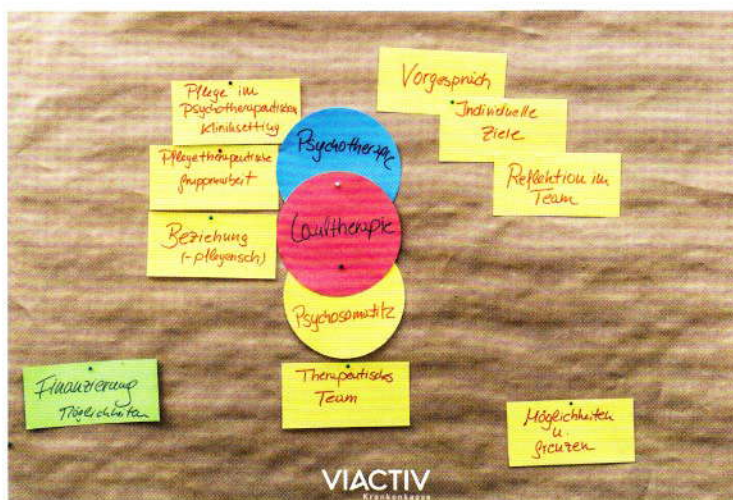 Pflege im
Psychotherapeutischen
Kliniksetting
Pflegetherapeutische
Gruppenarbeit
Beziehung
(-pflegerisch)
Psychotherapie
Lauftherapie
Psychosomatik
Therapeutisches
Team
Vorgespräch
Individuelle
Ziele
Reflektion im
Team
Finanzierung
Möglichkeiten
Möglichkeiten
u.
Grenzen
VIACTIV
Krankenkasse